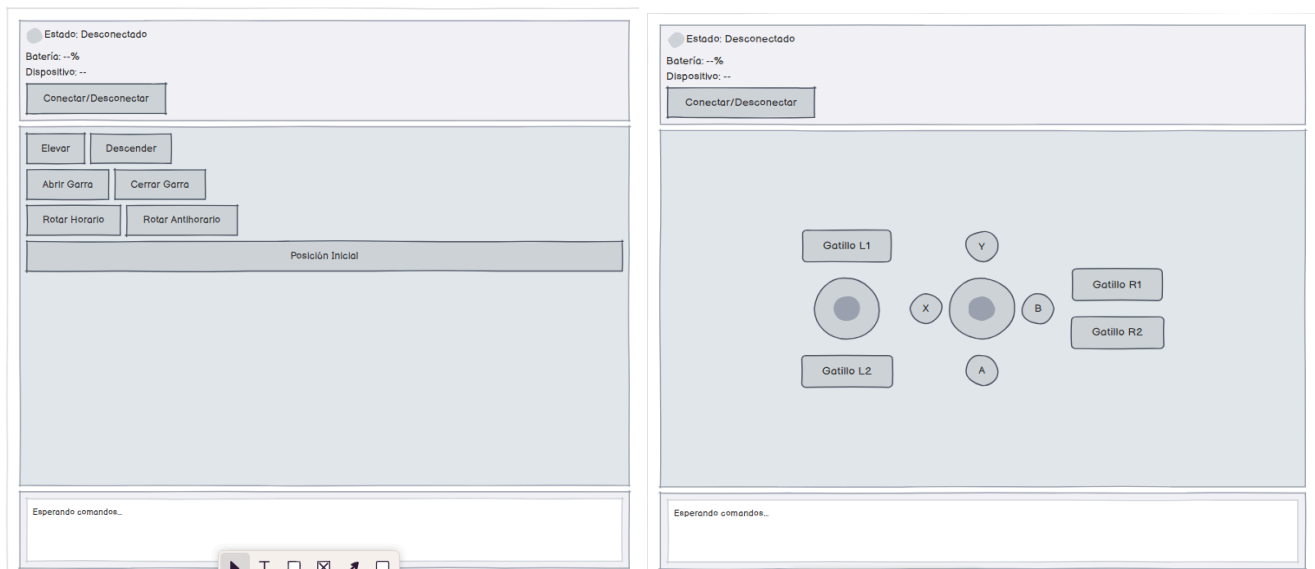 Estado: Desconectado
Batería: --%
Dispositivo: --
Conectar/Desconectar
Elevar
Descender
Abrir Garra
Cerrar Garra
Rotar Horario
Rotar Antihorario
Posición Inicial
Esperando comandos...
T
Estado: Desconectado
Batería: --%
Dispositivo: --
Conectar/Desconectar
Gatillo L1
Y
Gatillo R1
X
B
Gatillo R2
Gatillo L2
A
Esperando comandos...